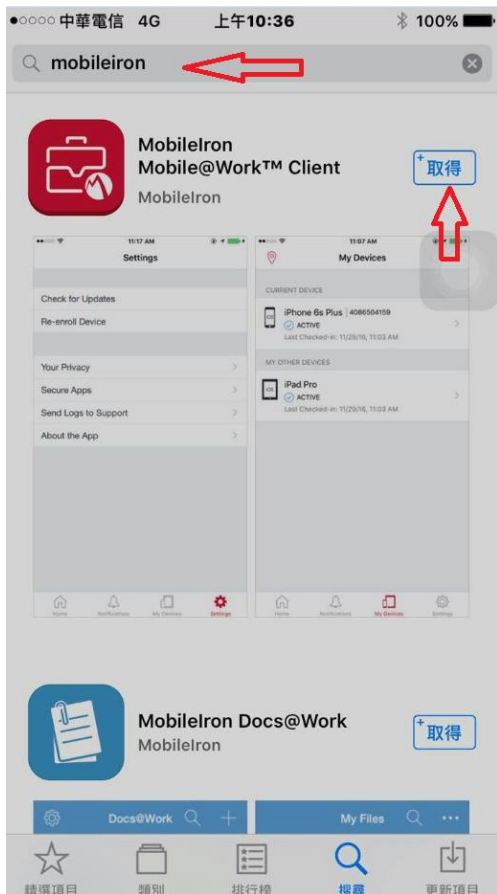 中華電信 4G 上午10:36 100%
mobileiron
MobileIron
Mobile@Work™ Client
MobileIron
取得
11:17 AM
Settings
Check for Updates
Re-enroll Device
Your Privacy
Secure Apps
Send Logs to Support
About the App
Home Notifications My Devices Settings
11:07 AM
My Devices
CURRENT DEVICE
iPhone 6s Plus | 4086504159
ACTIVE
Last Checked-in: 11/29/16, 11:03 AM
MY OTHER DEVICES
iPad Pro
ACTIVE
Last Checked-in: 11/29/16, 11:03 AM
Home Notifications My Devices Settings
MobileIron Docs@Work
MobileIron
取得
Docs@Work
My Files
精選項目 類別 排行榜 搜尋 更新項目